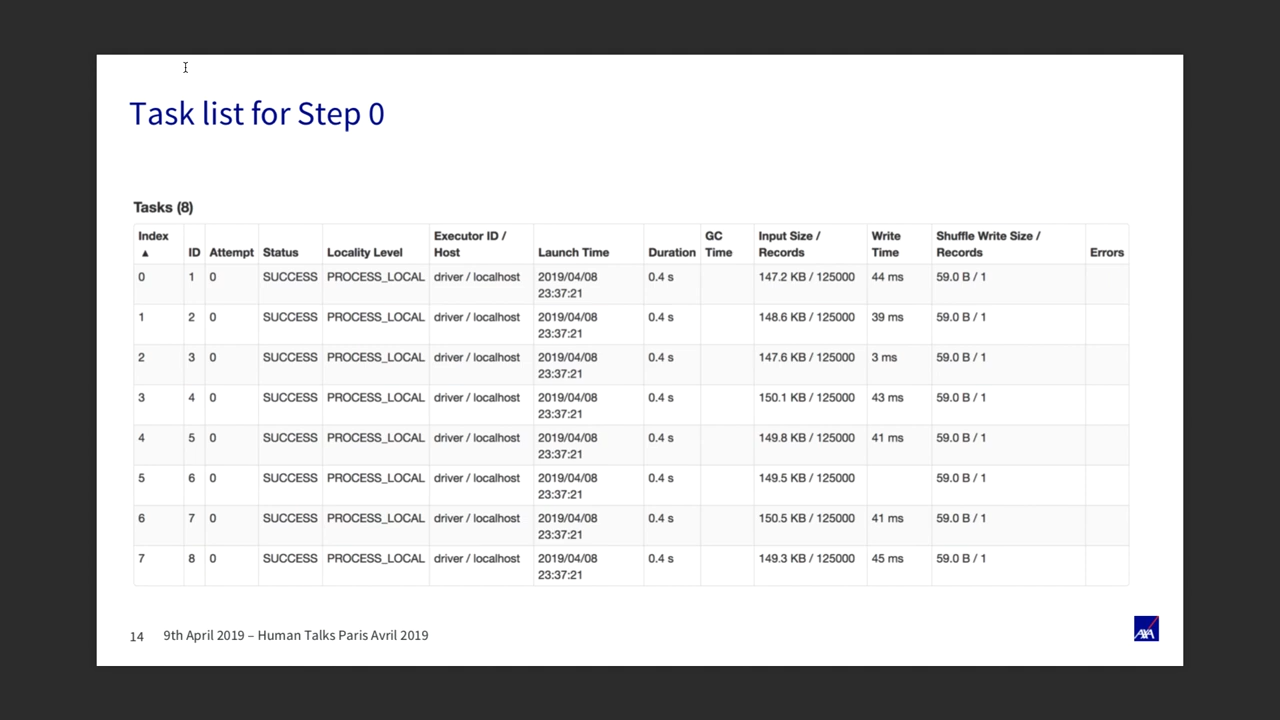 Task list for Step 0
Tasks (8)
Index ▲ ID Attempt Status Locality Level Executor ID / Host Launch Time Duration GC Time Input Size / Records Write Time Shuffle Write Size / Records Errors
0 1 0 SUCCESS PROCESS_LOCAL driver / localhost 2019/04/08 23:37:21 0.4 s 147.2 KB / 125000 44 ms 59.0 B / 1
1 2 0 SUCCESS PROCESS_LOCAL driver / localhost 2019/04/08 23:37:21 0.4 s 148.6 KB / 125000 39 ms 59.0 B / 1
2 3 0 SUCCESS PROCESS_LOCAL driver / localhost 2019/04/08 23:37:21 0.4 s 147.6 KB / 125000 3 ms 59.0 B / 1
3 4 0 SUCCESS PROCESS_LOCAL driver / localhost 2019/04/08 23:37:21 0.4 s 150.1 KB / 125000 43 ms 59.0 B / 1
4 5 0 SUCCESS PROCESS_LOCAL driver / localhost 2019/04/08 23:37:21 0.4 s 149.8 KB / 125000 41 ms 59.0 B / 1
5 6 0 SUCCESS PROCESS_LOCAL driver / localhost 2019/04/08 23:37:21 0.4 s 149.5 KB / 125000 59.0 B / 1
6 7 0 SUCCESS PROCESS_LOCAL driver / localhost 2019/04/08 23:37:21 0.4 s 150.5 KB / 125000 41 ms 59.0 B / 1
7 8 0 SUCCESS PROCESS_LOCAL driver / localhost 2019/04/08 23:37:21 0.4 s 149.3 KB / 125000 45 ms 59.0 B / 1
14 9th April 2019 – Human Talks Paris Avril 2019
AXA